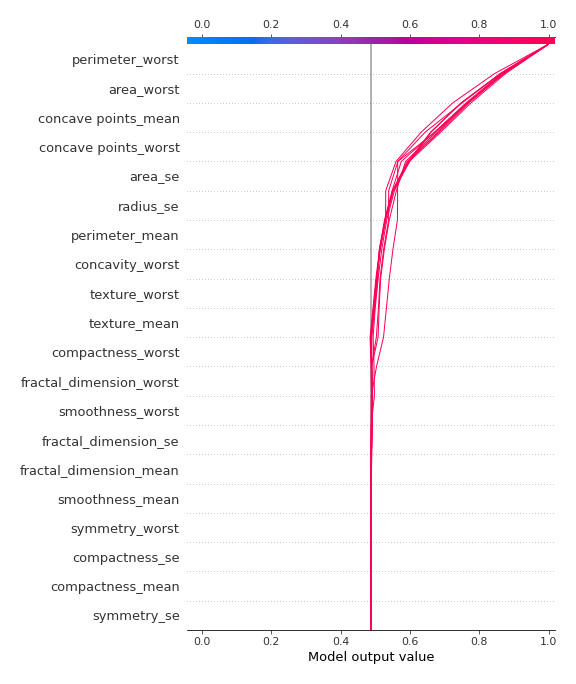 0.0 0.2 0.4 0.6 0.8 1.0
perimeter_worst
area_worst
concave points_mean
concave points_worst
area_se
radius_se
perimeter_mean
concavity_worst
texture_worst
texture_mean
compactness_worst
fractal_dimension_worst
smoothness_worst
fractal_dimension_se
fractal_dimension_mean
smoothness_mean
symmetry_worst
compactness_se
compactness_mean
symmetry_se
0.0 0.2 0.4 0.6 0.8 1.0
Model output value